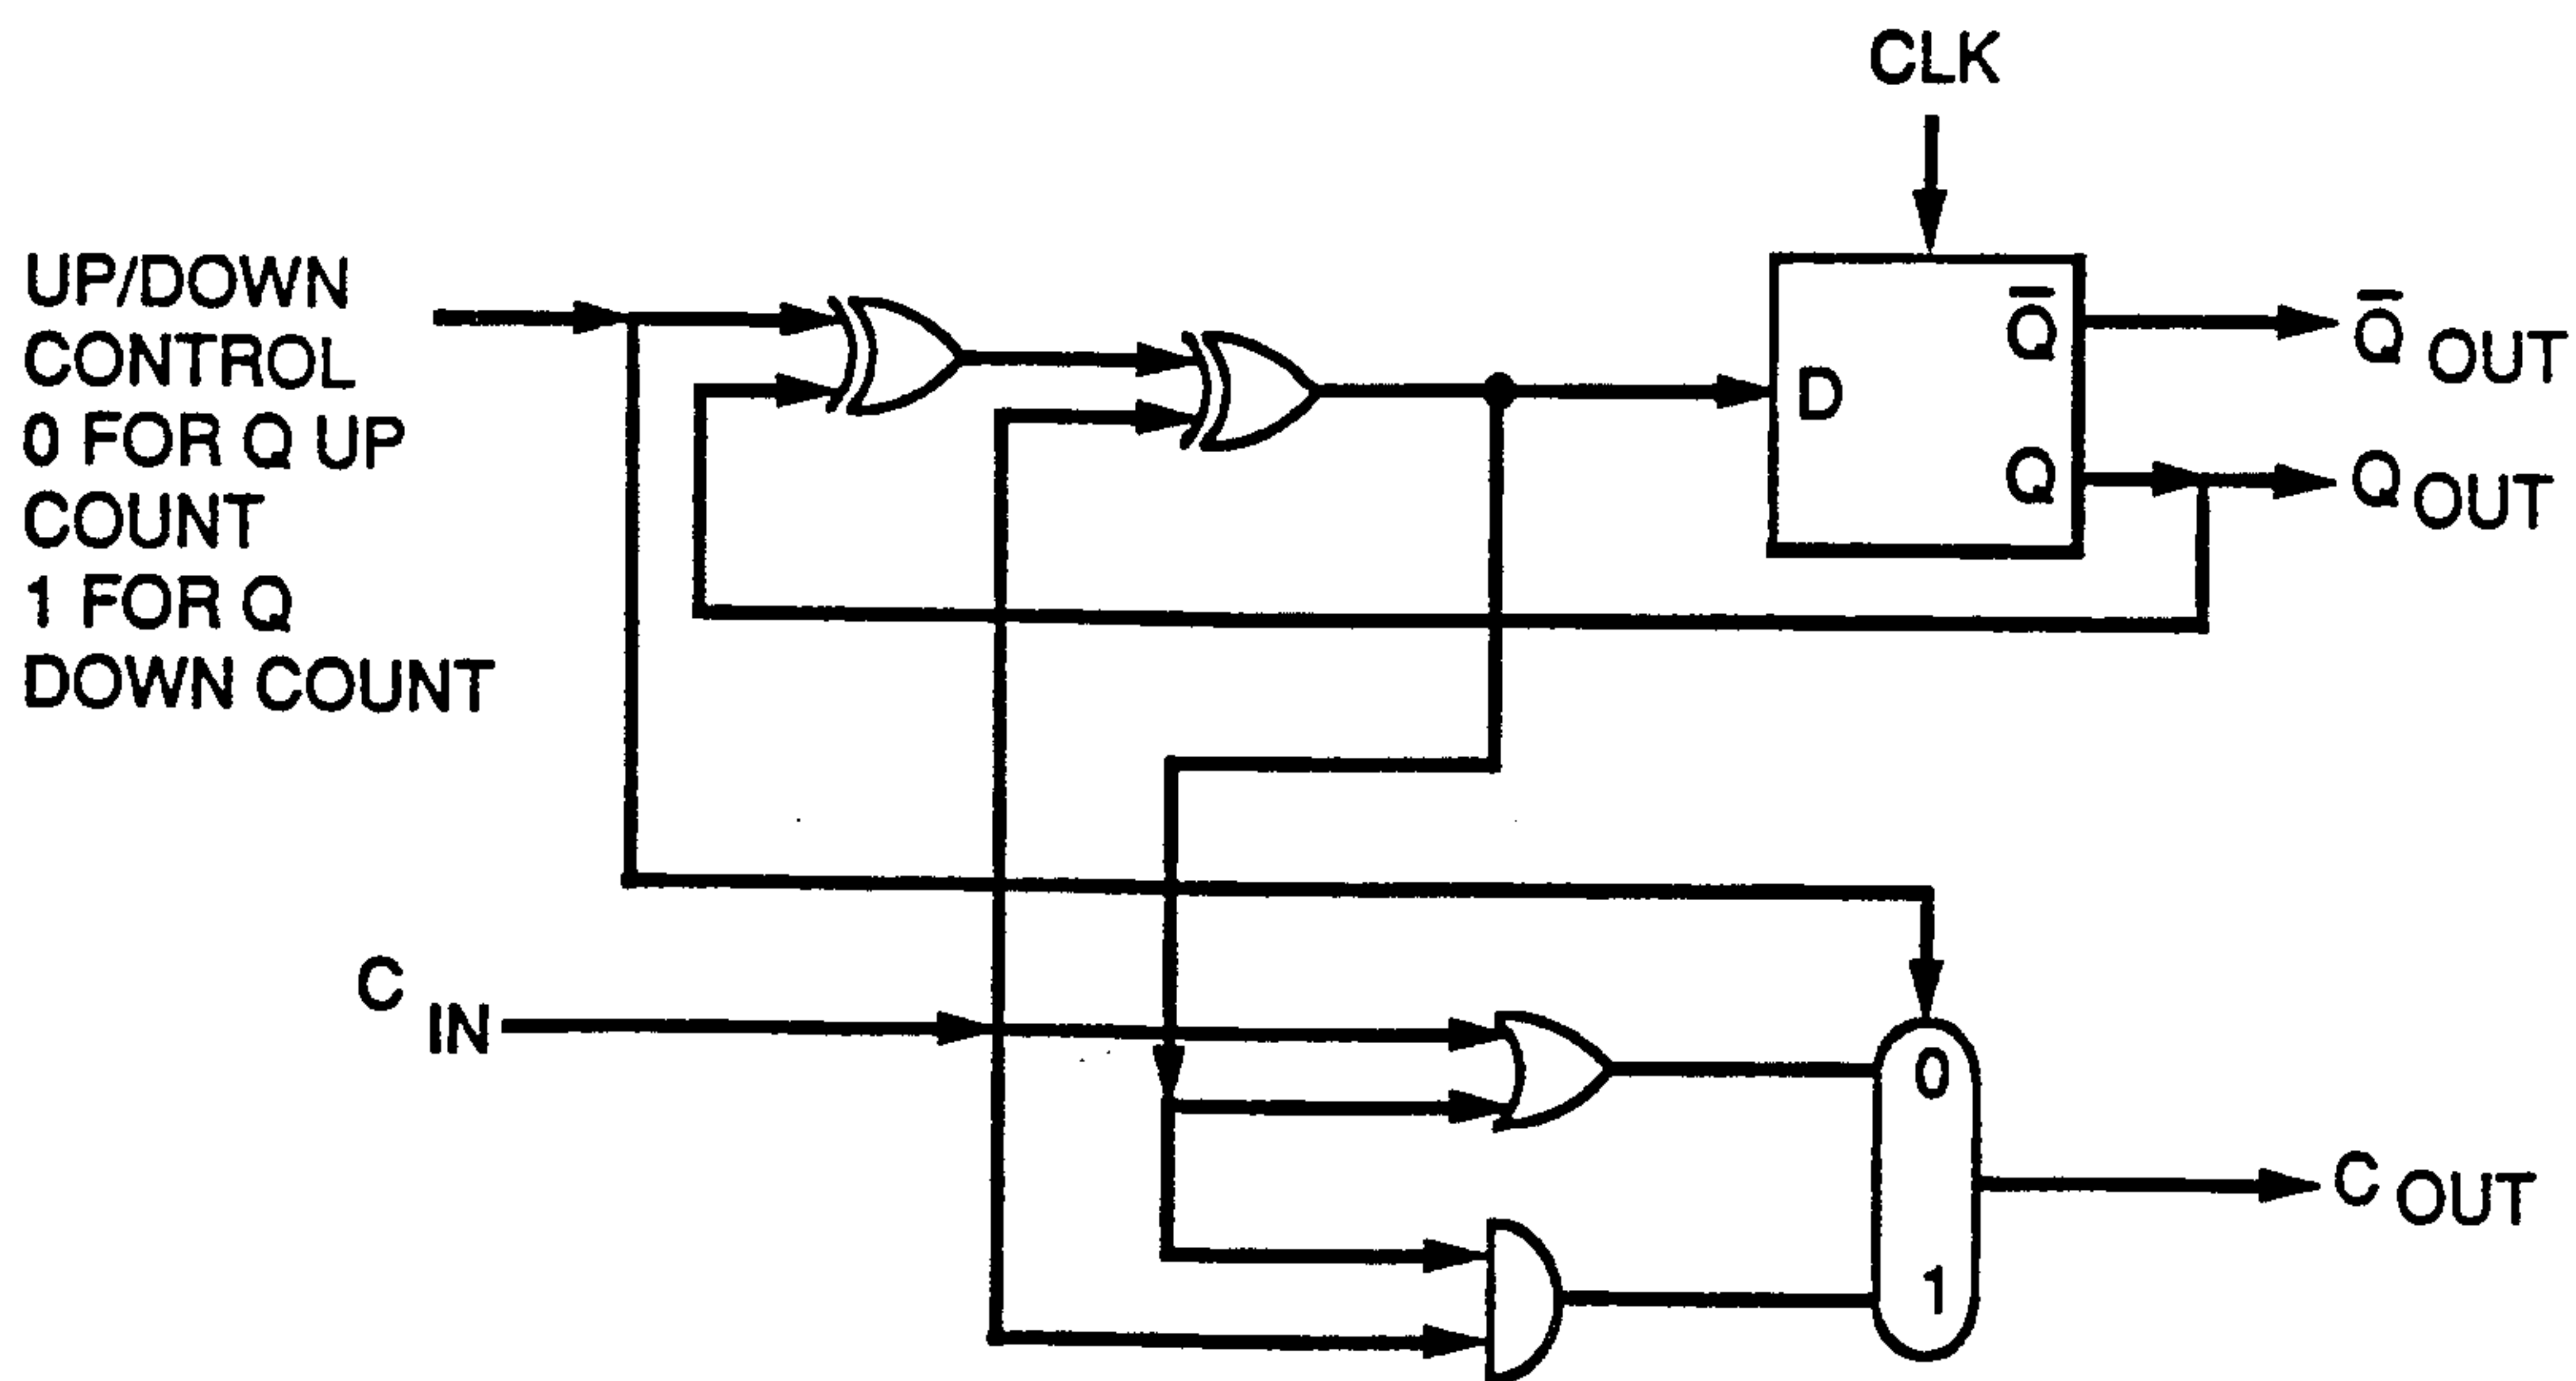 CLK
UP/DOWN
CONTROL
0 FOR Q UP
COUNT
1 FOR Q
DOWN COUNT
D
Q̅
Q
Q̅ OUT
Q OUT
C IN
0
1
C OUT